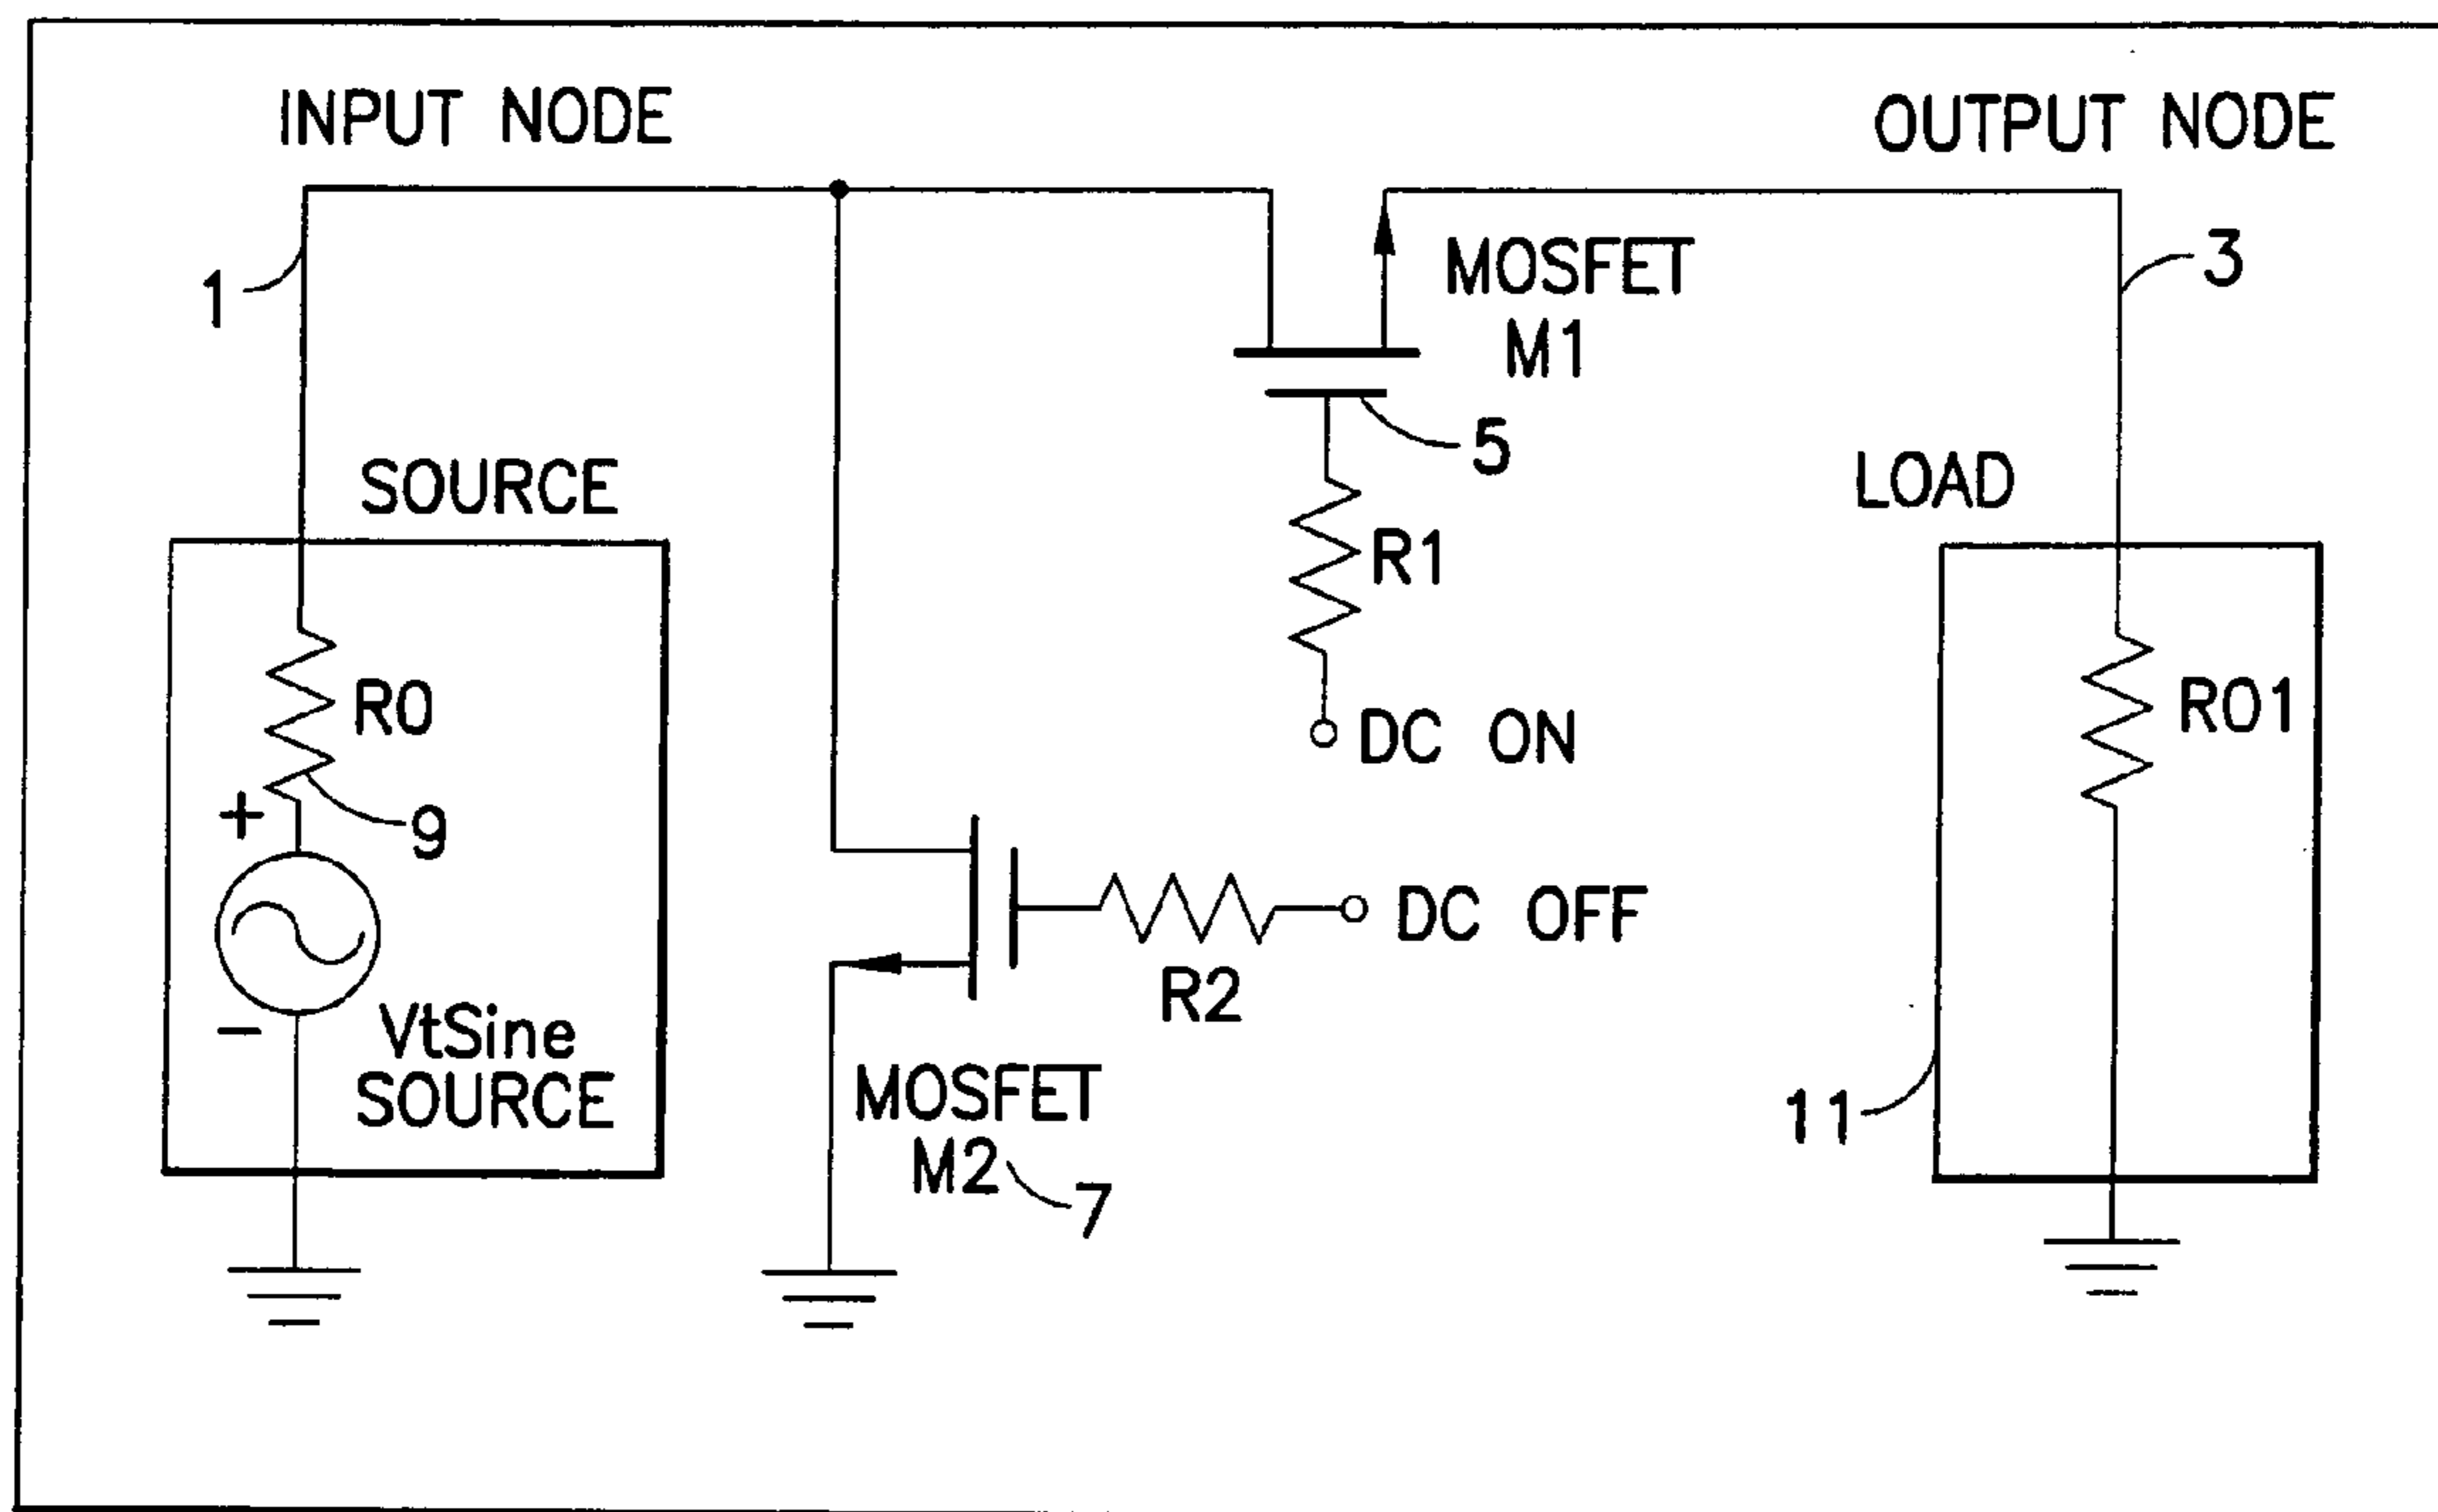 INPUT NODE
OUTPUT NODE
1
MOSFET
M1
3
5
SOURCE
LOAD
R1
R0
RO1
DC ON
+
9
DC OFF
R2
−
VtSine
SOURCE
MOSFET
M2
7
11